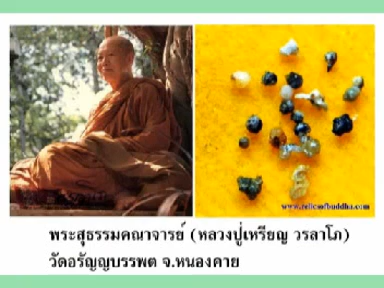 www.relicofbuddha.com
พระสุธรรมคณาจารย์ (หลวงปู่เหรียญ วรลาโภ)
วัดอรัญญบรรพต จ.หนองคาย